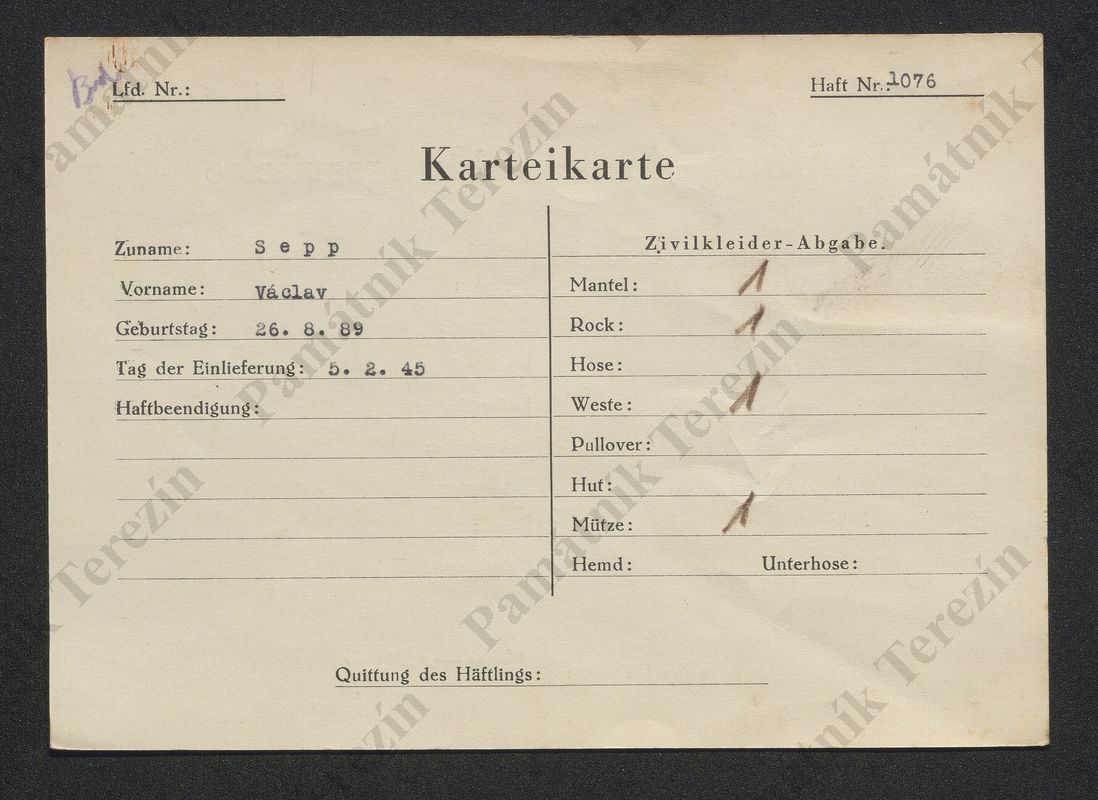 Lfd. Nr.:
Haft Nr.: 1076
Karteikarte
Zuname: Sepp
Vorname: Václav
Geburtstag: 26. 8. 89
Tag der Einlieferung: 5. 2. 45
Haftbeendigung:
Zivilkleider-Abgabe.
Mantel: 1
Rock: 1
Hose:
Weste: 1
Pullover:
Hut:
Mütze: 1
Hemd: Unterhose:
Quittung des Häftlings:
Památník Terezín